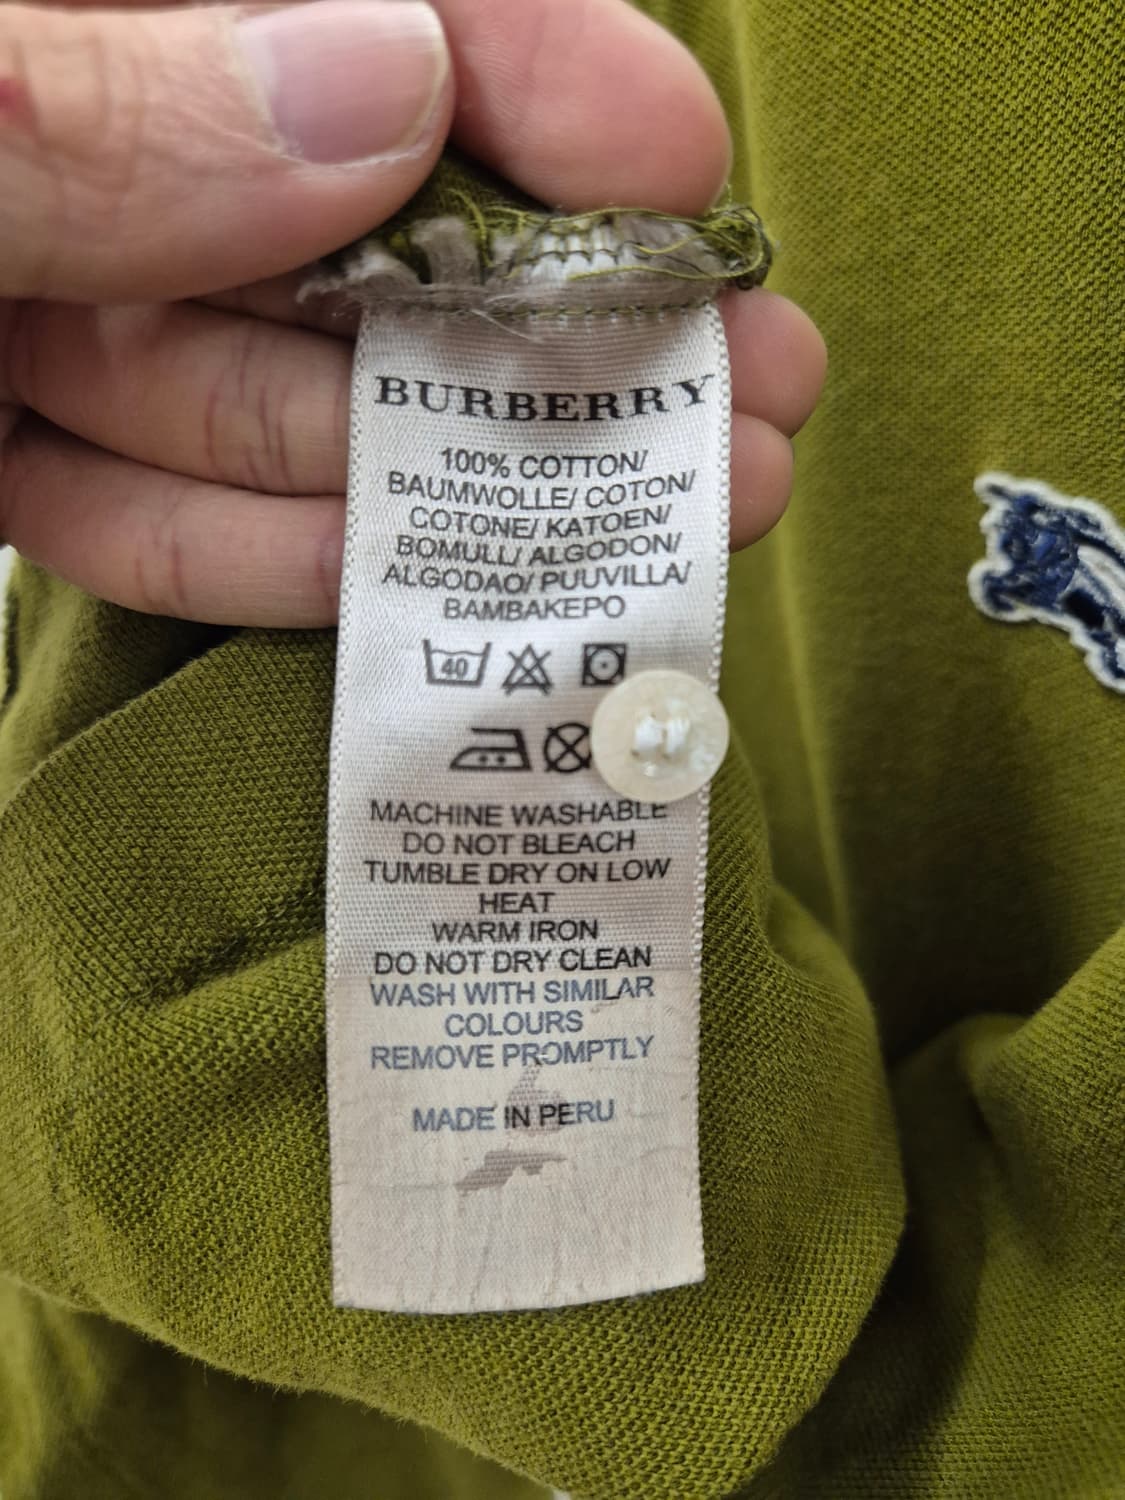 BURBERRY
100% COTTON/
BAUMWOLLE/ COTON/
COTONE/ KATOEN/
BOMULL/ ALGODON/
ALGODAO/ PUUVILLA/
BAMBAKEPO
40
MACHINE WASHABLE
DO NOT BLEACH
TUMBLE DRY ON LOW
HEAT
WARM IRON
DO NOT DRY CLEAN
WASH WITH SIMILAR
COLOURS
REMOVE PROMPTLY
MADE IN PERU